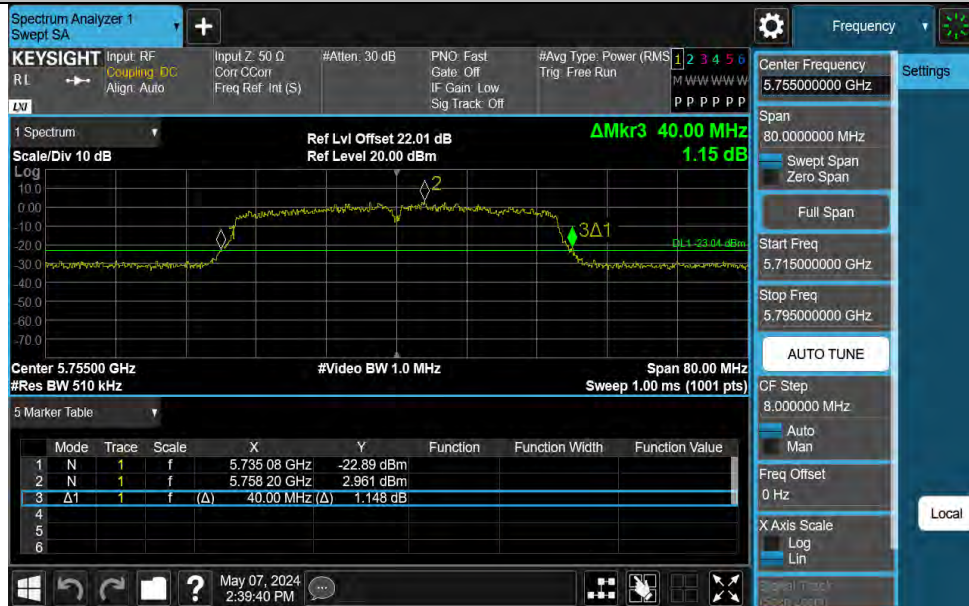 Spectrum Analyzer 1
Swept SA
+
Frequency
KEYSIGHT
RL
LXI
Input: RF
Coupling: DC
Align: Auto
Input Z: 50 Ω
Corr CCorr
Freq Ref: Int (S)
#Atten: 30 dB
PNO: Fast
Gate: Off
IF Gain: Low
Sig Track: Off
#Avg Type: Power (RMS
Trig: Free Run
1 2 3 4 5 6
M W W W W W
P P P P P P
1 Spectrum
Scale/Div 10 dB
Ref Lvl Offset 22.01 dB
Ref Level 20.00 dBm
ΔMkr3 40.00 MHz
1.15 dB
Log
10.0
0.00
-10.0
-20.0
-30.0
-40.0
-50.0
-60.0
-70.0
1
2
3Δ1
DL1 -23.04 dBm
Center 5.75500 GHz
#Video BW 1.0 MHz
Span 80.00 MHz
#Res BW 510 kHz
Sweep 1.00 ms (1001 pts)
5 Marker Table
Mode Trace Scale X Y Function Function Width Function Value
1 N 1 f 5.735 08 GHz -22.89 dBm
2 N 1 f 5.758 20 GHz 2.961 dBm
3 Δ1 1 f (Δ) 40.00 MHz (Δ) 1.148 dB
4
5
6
?
May 07, 2024
2:39:40 PM
Center Frequency
5.755000000 GHz
Span
80.0000000 MHz
Swept Span
Zero Span
Full Span
Start Freq
5.715000000 GHz
Stop Freq
5.795000000 GHz
AUTO TUNE
CF Step
8.000000 MHz
Auto
Man
Freq Offset
0 Hz
X Axis Scale
Log
Lin
Signal Track
(Span Zoom)
Settings
Local